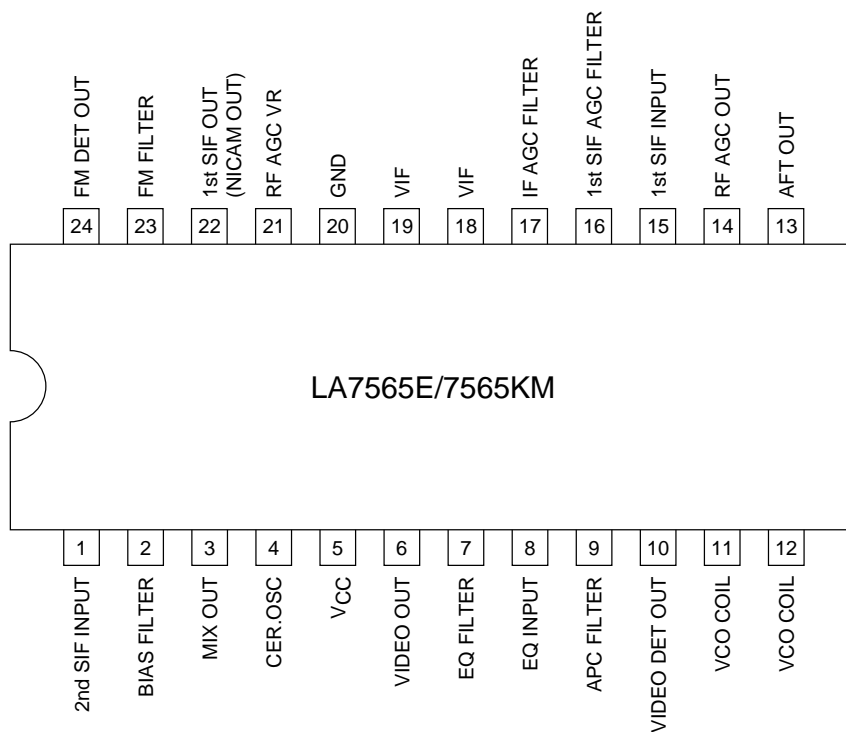 FM DET OUT
FM FILTER
1st SIF OUT
(NICAM OUT)
RF AGC VR
GND
VIF
VIF
IF AGC FILTER
1st SIF AGC FILTER
1st SIF INPUT
RF AGC OUT
AFT OUT
24
23
22
21
20
19
18
17
16
15
14
13
LA7565E/7565KM
1
2
3
4
5
6
7
8
9
10
11
12
2nd SIF INPUT
BIAS FILTER
MIX OUT
CER.OSC
VCC
VIDEO OUT
EQ FILTER
EQ INPUT
APC FILTER
VIDEO DET OUT
VCO COIL
VCO COIL